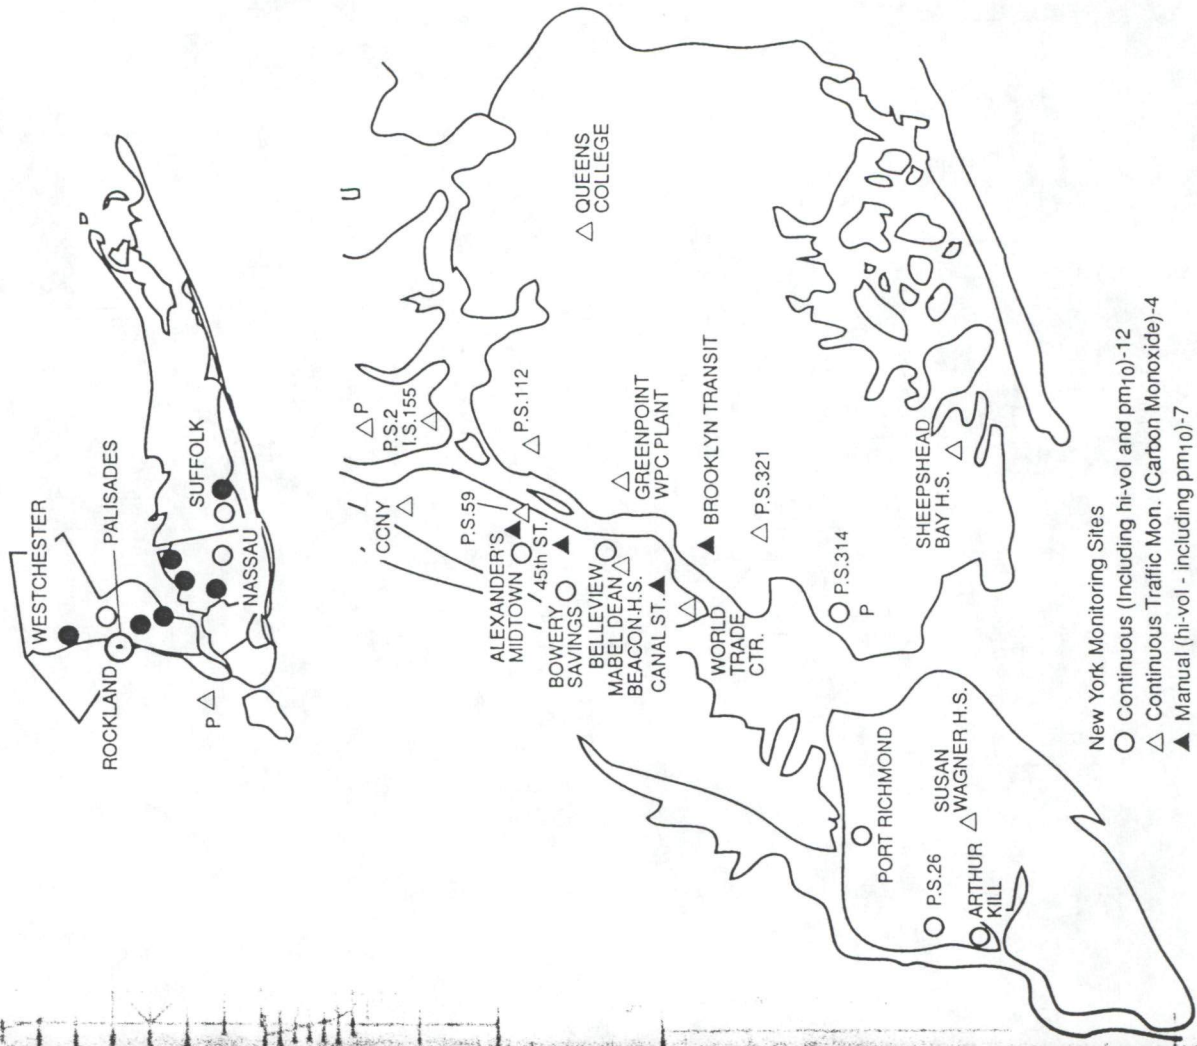 WESTCHESTER
ROCKLAND
PALISADES
SUFFOLK
NASSAU
P
U
QUEENS
COLLEGE
P
P.S.2
I.S.155
CCNY
P.S.112
P.S.59
ALEXANDER'S
MIDTOWN
45th ST.
BOWERY
SAVINGS
BELLEVIEW
MABEL DEAN
BEACON-H.S.
CANAL ST.
GREENPOINT
WPC PLANT
BROOKLYN TRANSIT
WORLD
TRADE
CTR.
P.S.321
P.S.314
P
SHEEPSHEAD
BAY H.S.
PORT RICHMOND
SUSAN
WAGNER H.S.
P.S.26
ARTHUR
KILL
New York Monitoring Sites
○ Continuous (Including hi-vol and pm10)-12
△ Continuous Traffic Mon. (Carbon Monoxide)-4
▲ Manual (hi-vol - including pm10)-7